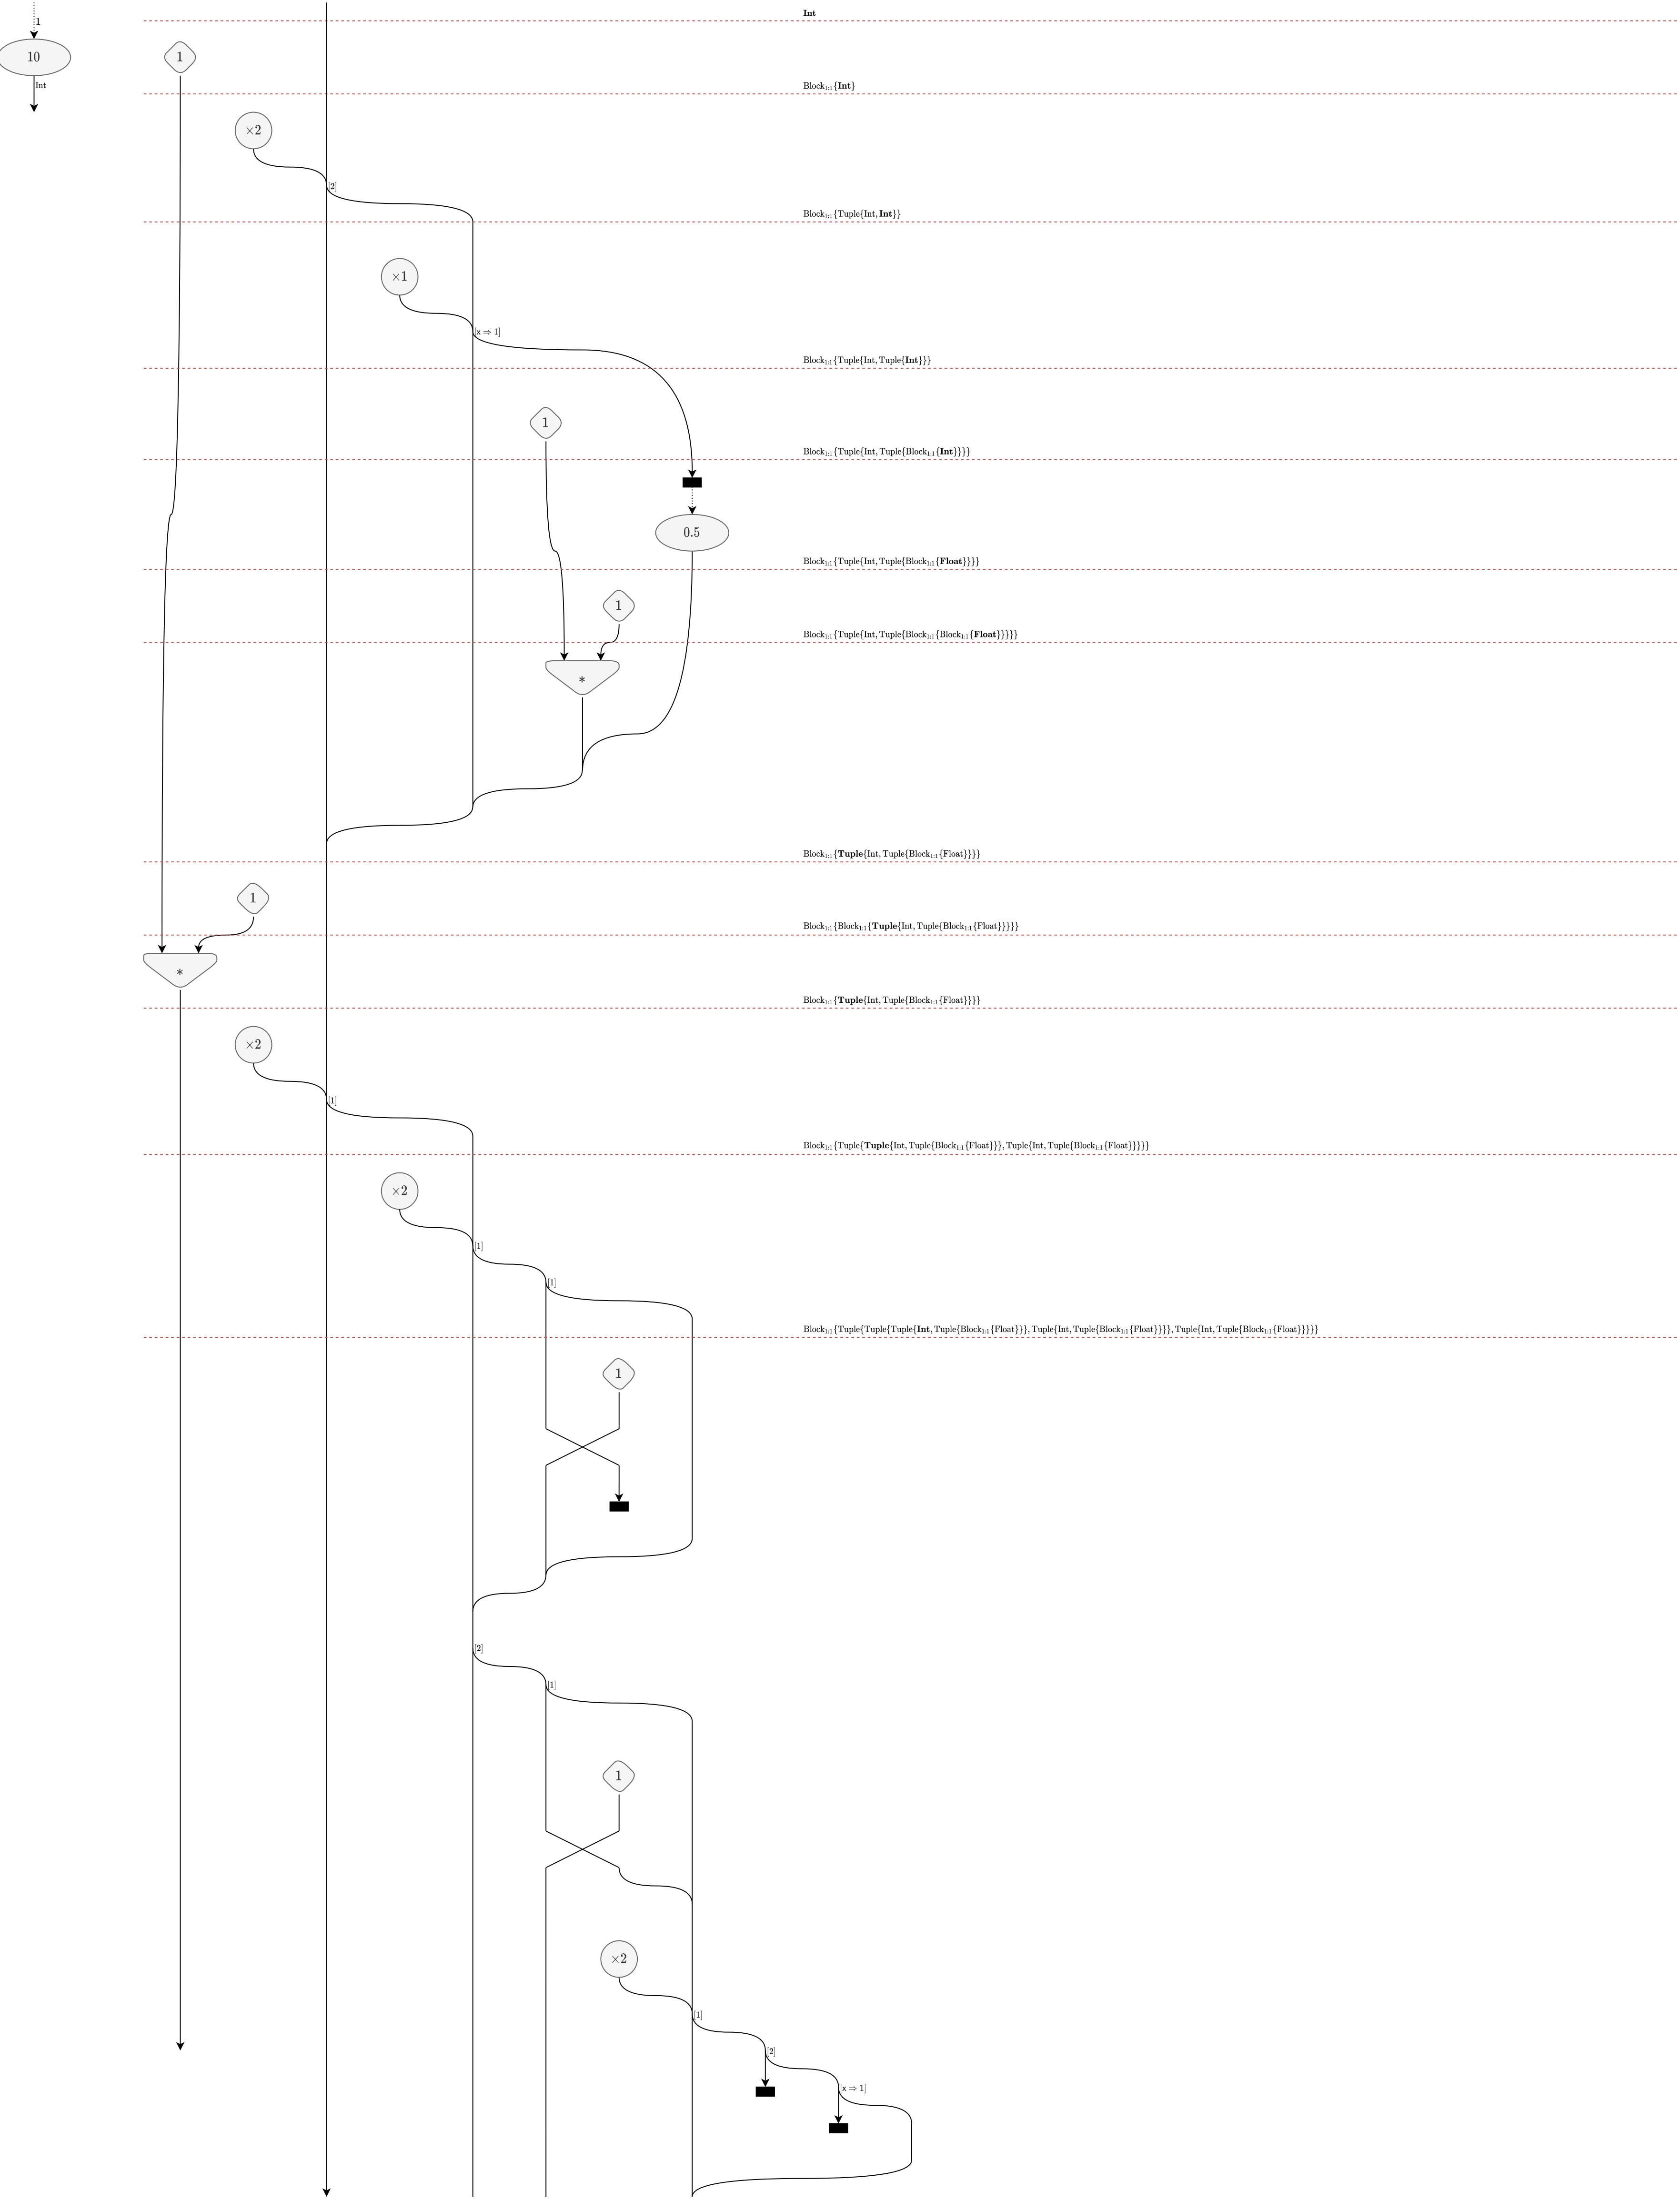 Int
1
10
1
Int
Block1:1{Int}
×2
[2]
Block1:1{Tuple{Int, Int}}
×1
[x ⇒ 1]
Block1:1{Tuple{Int, Tuple{Int}}}
1
Block1:1{Tuple{Int, Tuple{Block1:1{Int}}}}
0.5
Block1:1{Tuple{Int, Tuple{Block1:1{Float}}}}
1
Block1:1{Tuple{Int, Tuple{Block1:1{Block1:1{Float}}}}}
*
Block1:1{Tuple{Int, Tuple{Block1:1{Float}}}}
1
Block1:1{Block1:1{Tuple{Int, Tuple{Block1:1{Float}}}}}
*
Block1:1{Tuple{Int, Tuple{Block1:1{Float}}}}
×2
[1]
Block1:1{Tuple{Tuple{Int, Tuple{Block1:1{Float}}}, Tuple{Int, Tuple{Block1:1{Float}}}}}
×2
[1]
[1]
Block1:1{Tuple{Tuple{Tuple{Int, Tuple{Block1:1{Float}}}, Tuple{Int, Tuple{Block1:1{Float}}}}, Tuple{Int, Tuple{Block1:1{Float}}}}}
1
[2]
[1]
1
×2
[1]
[2]
[x ⇒ 1]